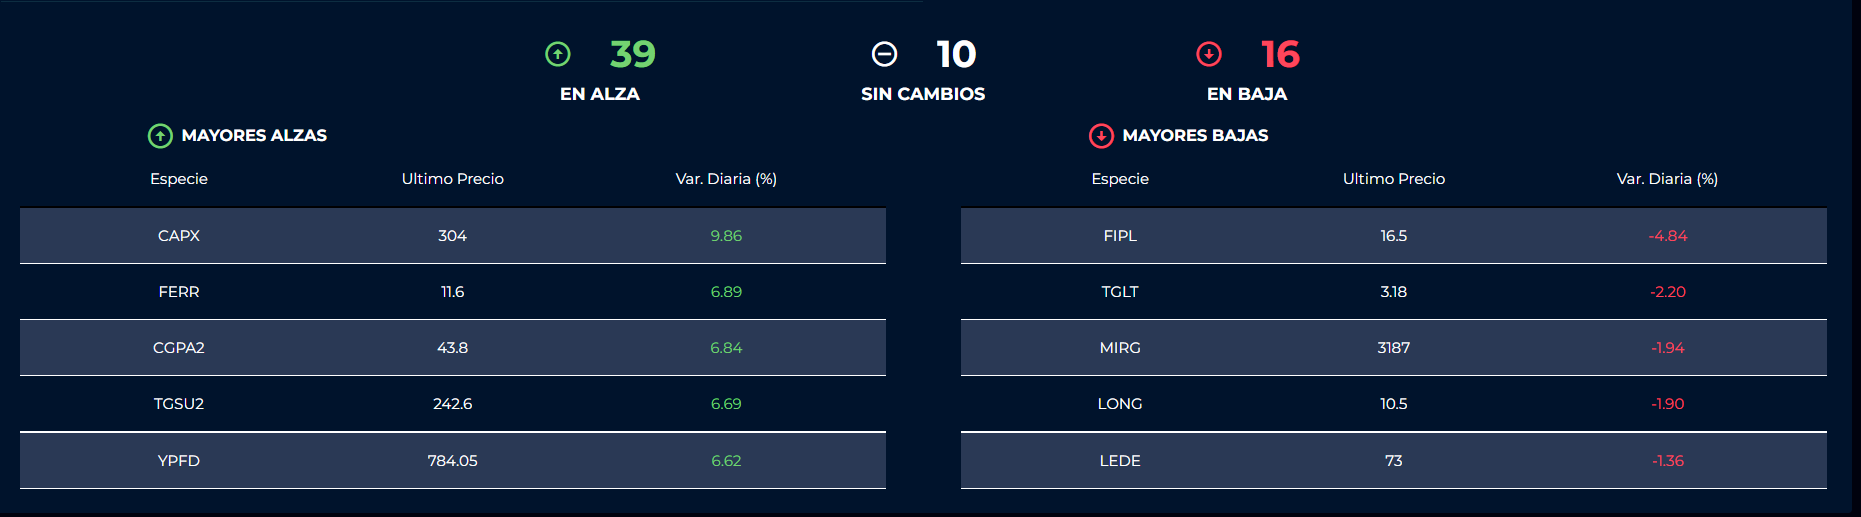 39
EN ALZA
10
SIN CAMBIOS
16
EN BAJA
MAYORES ALZAS
Especie Ultimo Precio Var. Diaria (%)
CAPX 304 9.86
FERR 11.6 6.89
CGPA2 43.8 6.84
TGSU2 242.6 6.69
YPFD 784.05 6.62
MAYORES BAJAS
Especie Ultimo Precio Var. Diaria (%)
FIPL 16.5 -4.84
TGLT 3.18 -2.20
MIRG 3187 -1.94
LONG 10.5 -1.90
LEDE 73 -1.36